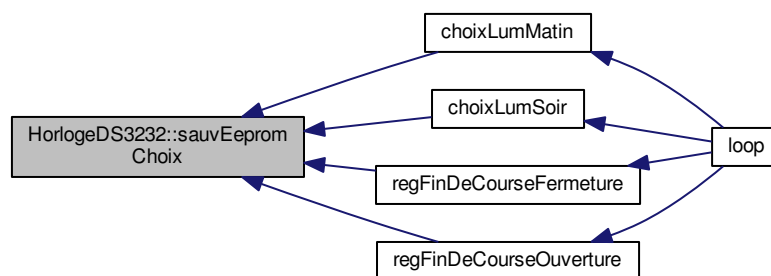 choixLumMatin
HorlogeDS3232::sauvEeprom
Choix
choixLumSoir
loop
regFinDeCourseFermeture
regFinDeCourseOuverture